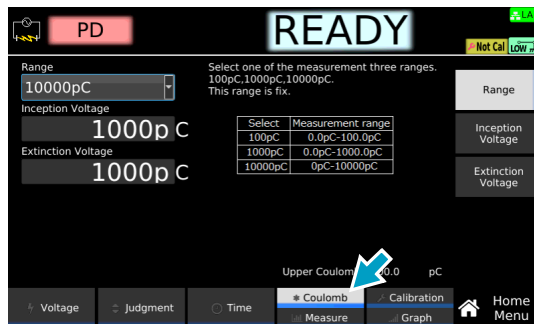 PD
READY
LA
Not Cal
LOW
Range
10000pC
Inception Voltage
1000p C
Extinction Voltage
1000p C
Select one of the measurement three ranges.
100pC,1000pC,10000pC.
This range is fix.
Select Measurement range
100pC 0.0pC-100.0pC
1000pC 0.0pC-1000.0pC
10000pC 0pC-10000pC
Range
Inception
Voltage
Extinction
Voltage
Upper Coulom 00.0 pC
Voltage
Judgment
Time
Coulomb
Calibration
Measure
Graph
Home
Menu